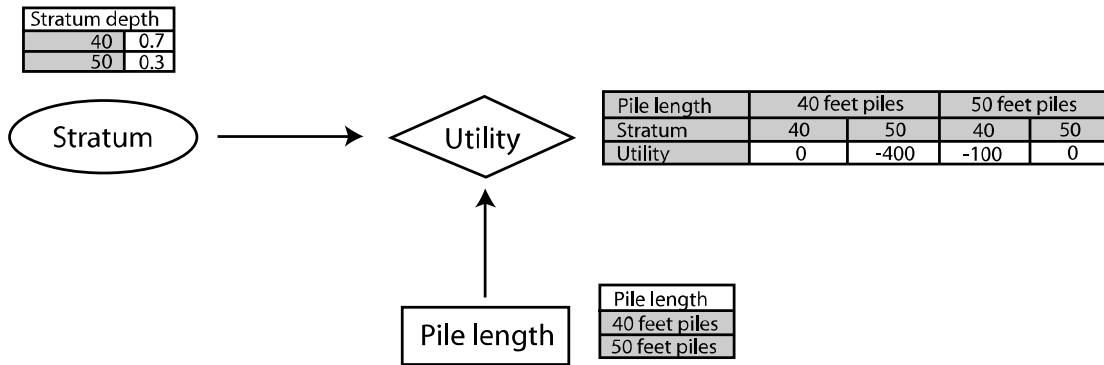 Stratum depth
40 0.7
50 0.3
Stratum
Utility
Pile length 40 feet piles 50 feet piles
Stratum 40 50 40 50
Utility 0 -400 -100 0
Pile length
Pile length
40 feet piles
50 feet piles